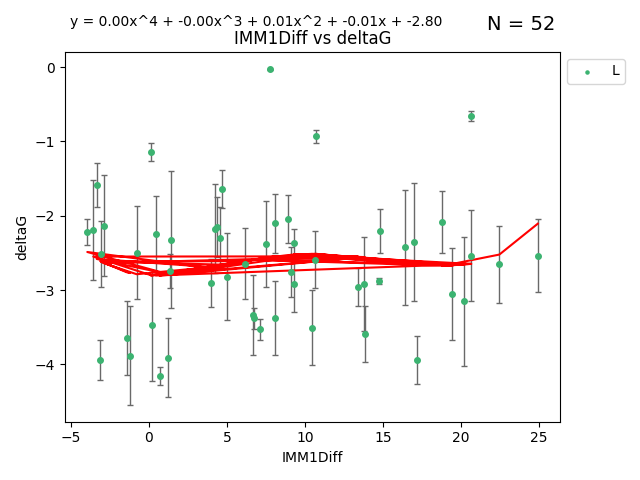 y = 0.00x^4 + -0.00x^3 + 0.01x^2 + -0.01x + -2.80
N = 52
IMM1Diff vs deltaG
L
deltaG
0
−1
−2
−3
−4
−5
0
5
10
15
20
25
IMM1Diff